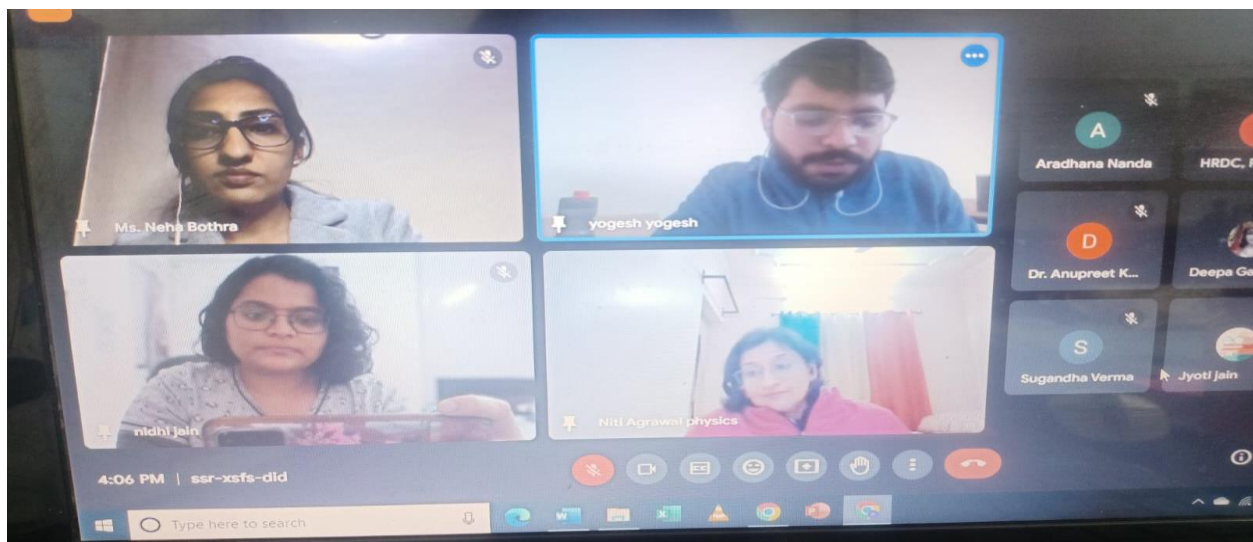 Ms. Neha Bothra
yogesh yogesh
A
Aradhana Nanda
HRDC,
D
Dr. Anupreet K...
Deepa Ga
nidhi jain
Niti Agrawal physics
S
Sugandha Verma
Jyoti jain
4:06 PM | ssr-xsfs-dld
CC
Type here to search